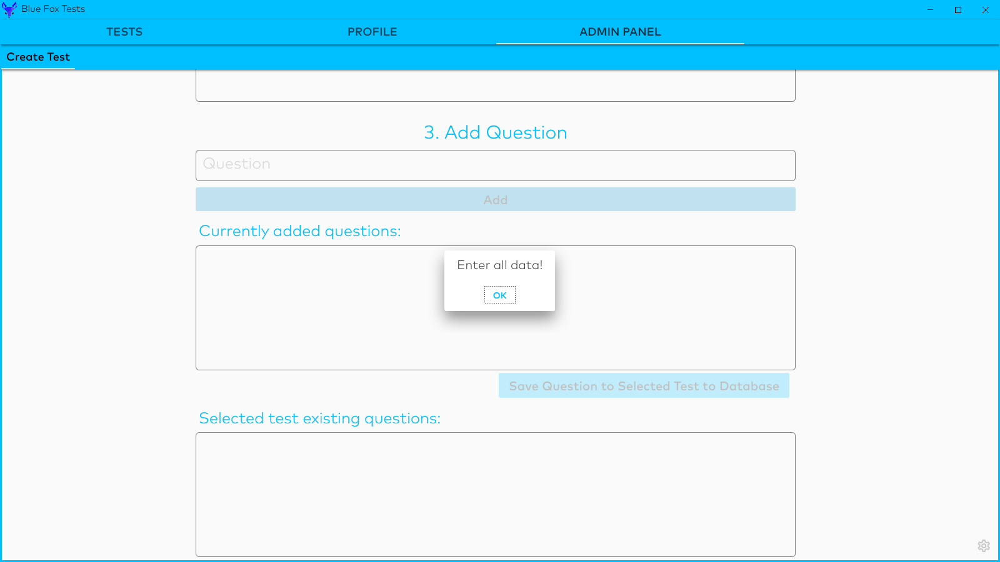 Blue Fox Tests
TESTS
PROFILE
ADMIN PANEL
Create Test
3. Add Question
Question
Add
Currently added questions:
Enter all data!
OK
Save Question to Selected Test to Database
Selected test existing questions: